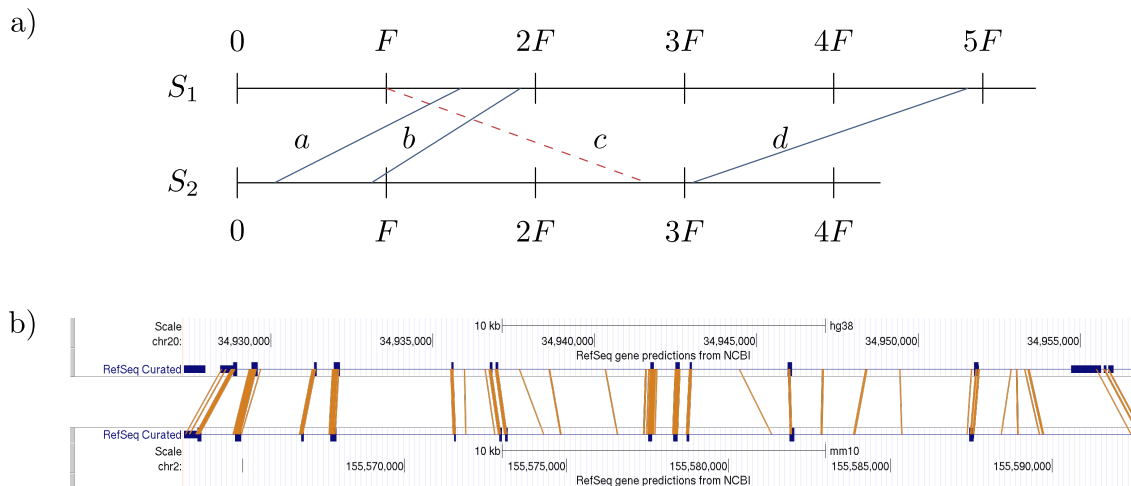 a)
0 F 2F 3F 4F 5F
S1
a b c d
S2
0 F 2F 3F 4F
b)
Scale 10 kb hg38
chr20: 34,930,000 34,935,000 34,940,000 34,945,000 34,950,000 34,955,000
RefSeq gene predictions from NCBI
RefSeq Curated
RefSeq Curated
Scale 10 kb mm10
chr2: 155,570,000 155,575,000 155,580,000 155,585,000 155,590,000
RefSeq gene predictions from NCBI